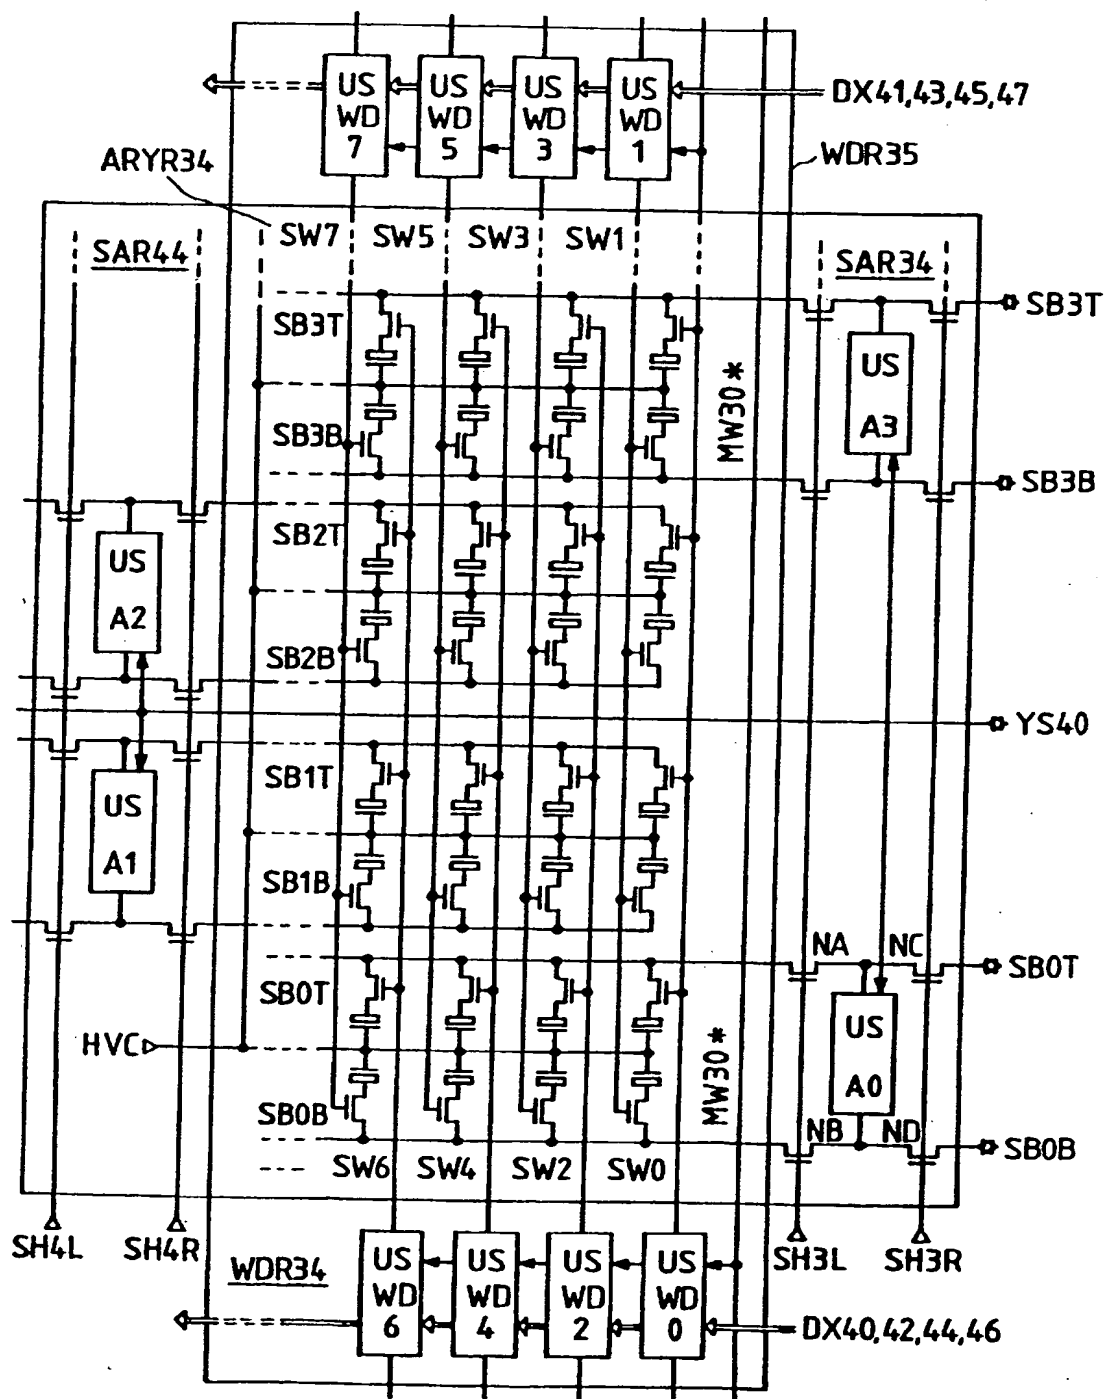 US WD 7
US WD 5
US WD 3
US WD 1
DX41,43,45,47
ARYR34
WDR35
SW7
SW5
SW3
SW1
SAR44
SAR34
SB3T
SB3T
US A3
MW30*
SB3B
SB3B
SB2T
US A2
SB2B
YS40
SB1T
US A1
SB1B
NA
NC
SB0T
SB0T
HVC
US A0
MW30*
SB0B
NB
ND
SB0B
SW6
SW4
SW2
SW0
SH4L
SH4R
SH3L
SH3R
WDR34
US WD 6
US WD 4
US WD 2
US WD 0
DX40,42,44,46